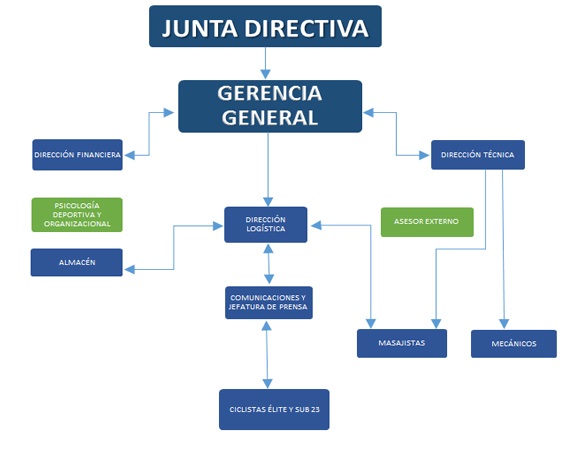 JUNTA DIRECTIVA
GERENCIA
GENERAL
DIRECCIÓN FINANCIERA
DIRECCIÓN TÉCNICA
PSICOLOGÍA
DEPORTIVA Y
ORGANIZACIONAL
DIRECCIÓN
LOGÍSTICA
ASESOR EXTERNO
ALMACÉN
COMUNICACIONES Y
JEFATURA DE PRENSA
MASAJISTAS
MECÁNICOS
CICLISTAS ÉLITE Y SUB 23